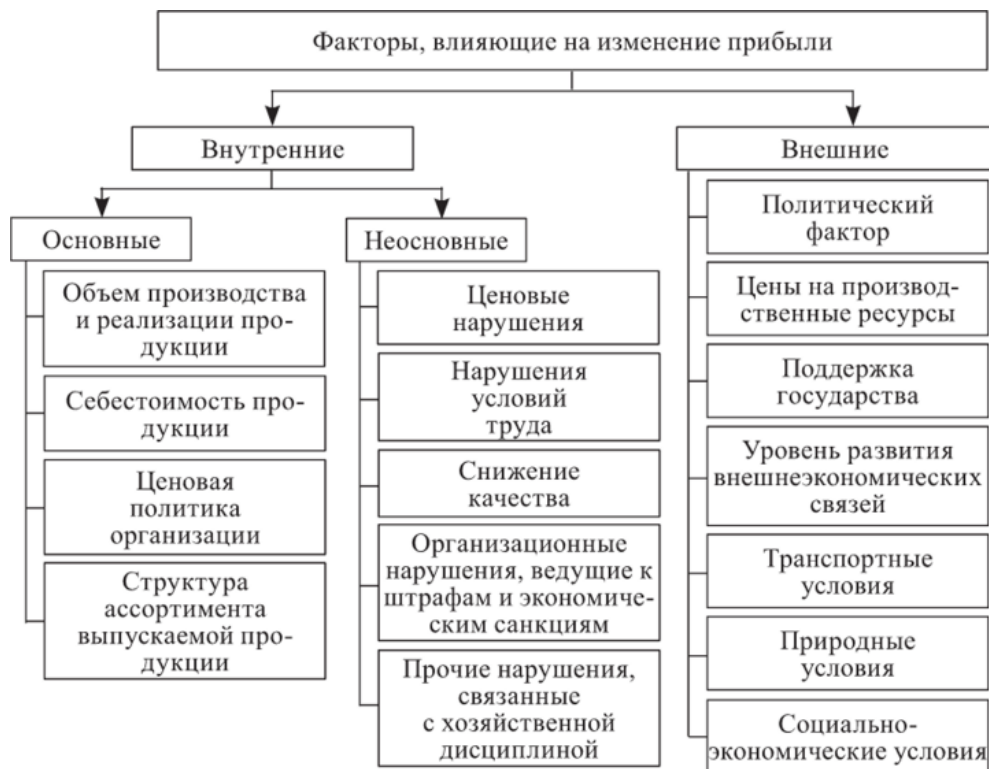 Факторы, влияющие на изменение прибыли
Внутренние
Основные
Объем производства
и реализации про-
дукции
Себестоимость про-
дукции
Ценовая
политика
организации
Структура
ассортимента
выпускаемой про-
дукции
Неосновные
Ценовые
нарушения
Нарушения
условий
труда
Снижение
качества
Организационные
нарушения, ведущие к
штрафам и экономиче-
ским санкциям
Прочие нарушения,
связанные
с хозяйственной
дисциплиной
Внешние
Политический
фактор
Цены на производ-
ственные ресурсы
Поддержка
государства
Уровень развития
внешнеэкономических
связей
Транспортные
условия
Природные
условия
Социально-
экономические условия